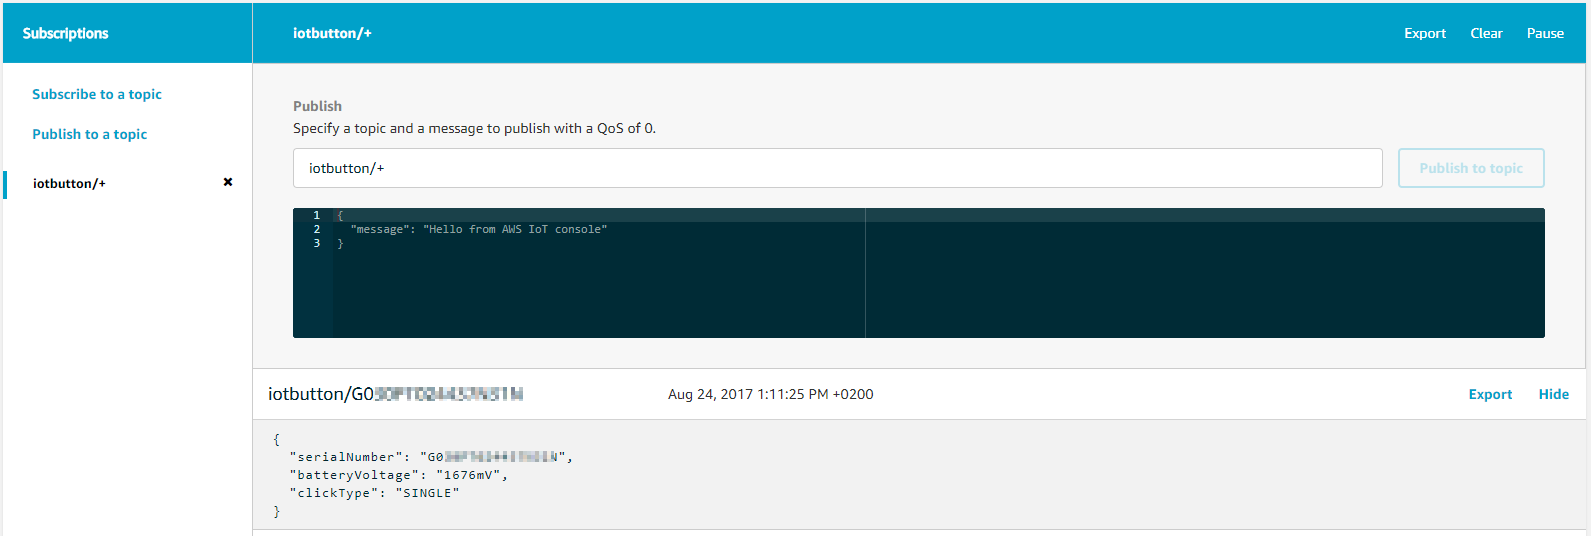 Subscriptions
iotbutton/+
Export Clear Pause
Subscribe to a topic
Publish to a topic
iotbutton/+ ×
Publish
Specify a topic and a message to publish with a QoS of 0.
iotbutton/+
Publish to topic
1 {
2 "message": "Hello from AWS IoT console"
3 }
iotbutton/G0
Aug 24, 2017 1:11:25 PM +0200
Export Hide
{
"serialNumber": "G0 N",
"batteryVoltage": "1676mV",
"clickType": "SINGLE"
}